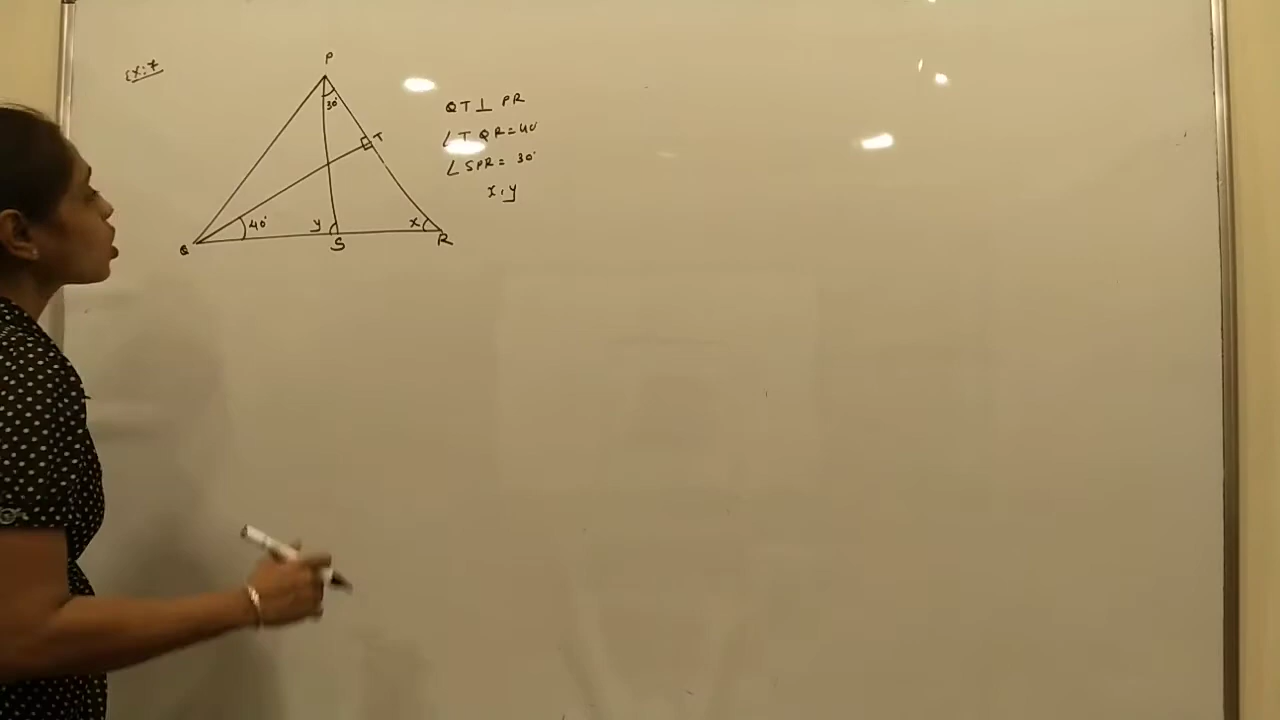 Ex:7
P
30°
T
40°
y
x
Q
S
R
QT ⊥ PR
∠TQR = 40°
∠SPR = 30°
x, y